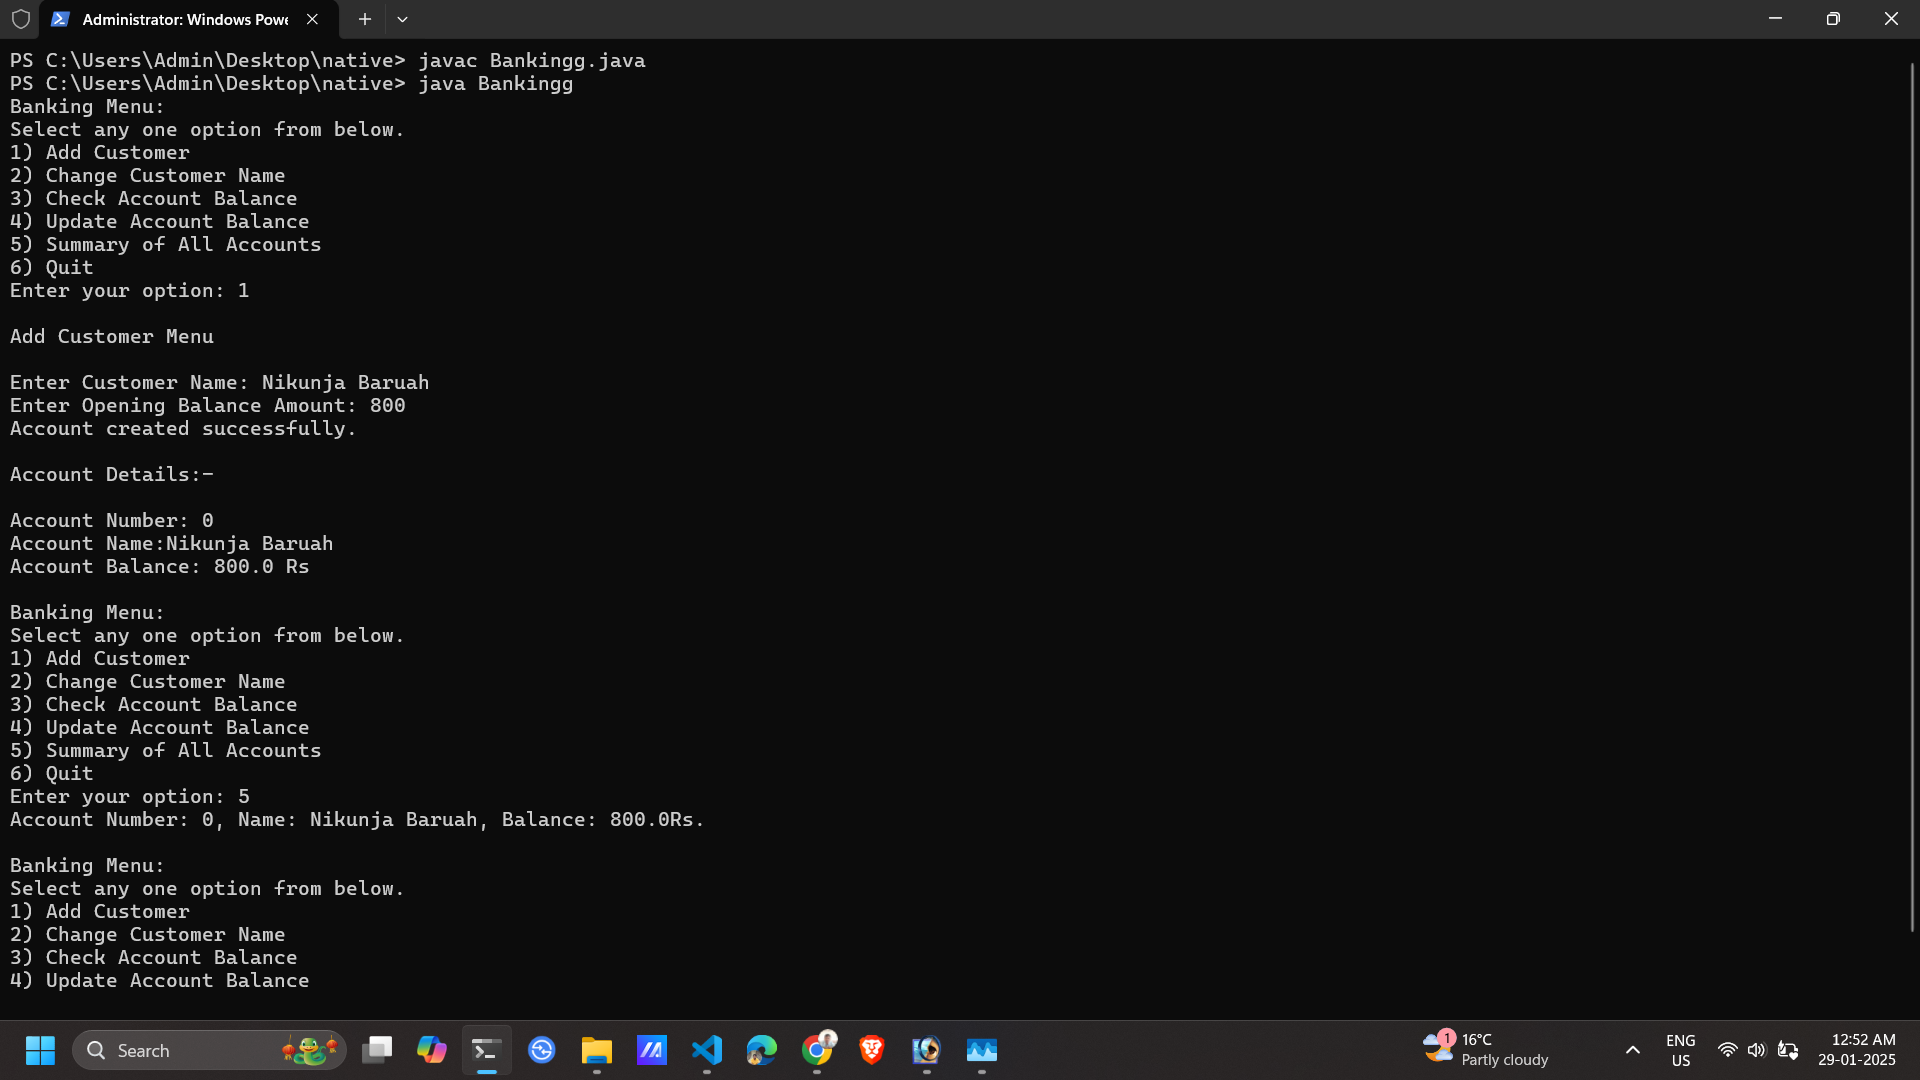 Administrator: Windows Powe
PS C:\Users\Admin\Desktop\native> javac Bankingg.java
PS C:\Users\Admin\Desktop\native> java Bankingg
Banking Menu:
Select any one option from below.
1) Add Customer
2) Change Customer Name
3) Check Account Balance
4) Update Account Balance
5) Summary of All Accounts
6) Quit
Enter your option: 1
Add Customer Menu
Enter Customer Name: Nikunja Baruah
Enter Opening Balance Amount: 800
Account created successfully.
Account Details:-
Account Number: 0
Account Name:Nikunja Baruah
Account Balance: 800.0 Rs
Banking Menu:
Select any one option from below.
1) Add Customer
2) Change Customer Name
3) Check Account Balance
4) Update Account Balance
5) Summary of All Accounts
6) Quit
Enter your option: 5
Account Number: 0, Name: Nikunja Baruah, Balance: 800.0Rs.
Banking Menu:
Select any one option from below.
1) Add Customer
2) Change Customer Name
3) Check Account Balance
4) Update Account Balance
Search
1
16°C
Partly cloudy
ENG
US
12:52 AM
29-01-2025